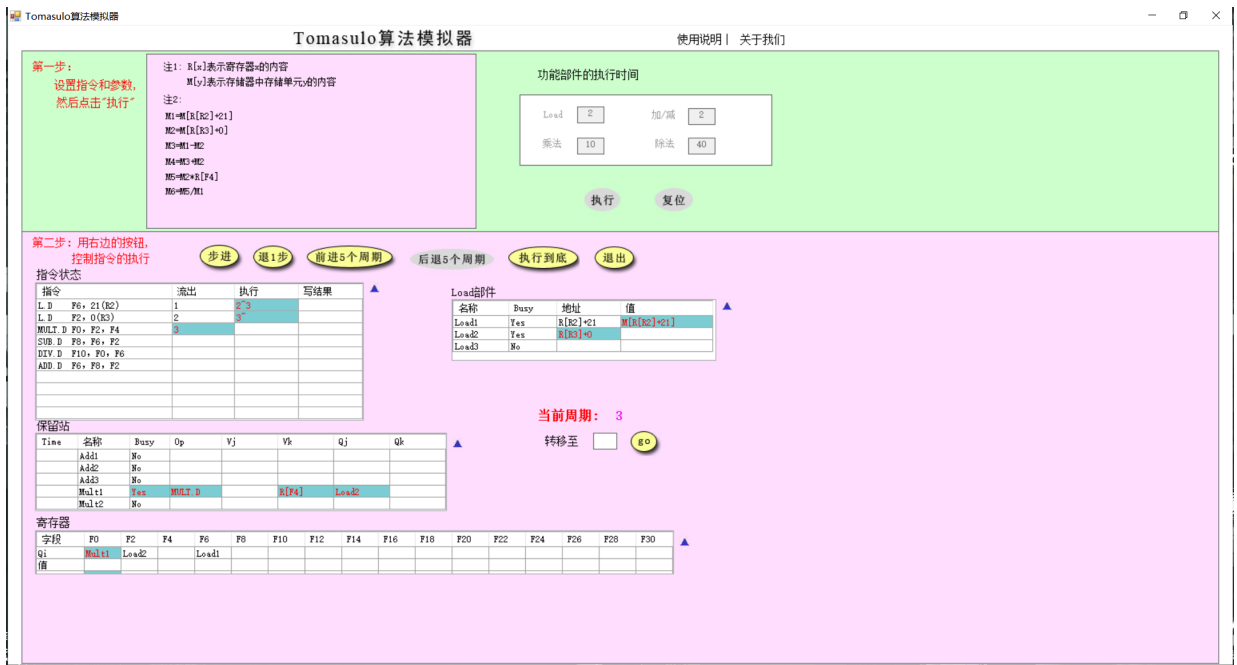 Tomasulo算法模拟器
Tomasulo算法模拟器
使用说明 | 关于我们
第一步：
设置指令和参数，
然后点击"执行"
注1: R[x]表示寄存器x的内容
M[y]表示存储器中存储单元y的内容
注2:
M1=M[R[R2]+21]
M2=M[R[R3]+0]
M3=M1-M2
M4=M3+M2
M5=M2*R[F4]
M6=M5/M1
功能部件的执行时间
Load 2 加/减 2
乘法 10 除法 40
执行 复位
第二步：用右边的按钮，
控制指令的执行
步进 退1步 前进5个周期 后退5个周期 执行到底 退出
指令状态
指令 流出 执行 写结果
L.D F6, 21(R2) 1 2~3
L.D F2, 0(R3) 2 3~
MULT.D F0, F2, F4 3
SUB.D F8, F6, F2
DIV.D F10, F0, F6
ADD.D F6, F8, F2
Load部件
名称 Busy 地址 值
Load1 Yes R[R2]+21 M[R[R2]+21]
Load2 Yes R[R3]+0
Load3 No
当前周期： 3
转移至 go
保留站
Time 名称 Busy Op Vj Vk Qj Qk
Add1 No
Add2 No
Add3 No
Mult1 Yes MULT.D R[F4] Load2
Mult2 No
寄存器
字段 F0 F2 F4 F6 F8 F10 F12 F14 F16 F18 F20 F22 F24 F26 F28 F30
Qi Mult1 Load2 Load1
值